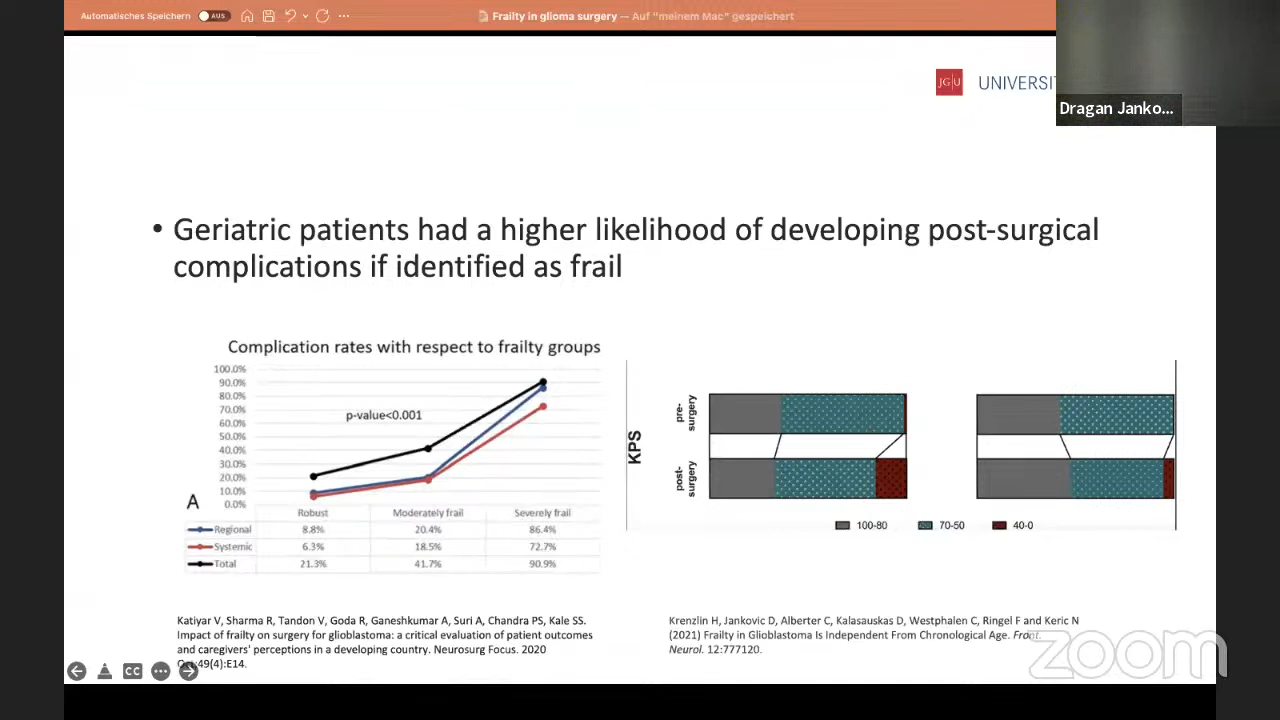 Automatisches Speichern AUS
Frailty in glioma surgery — Auf "meinem Mac" gespeichert
JG|U UNIVERSI
Dragan Janko...
• Geriatric patients had a higher likelihood of developing post-surgical
complications if identified as frail
Complication rates with respect to frailty groups
100.0%
90.0%
80.0%
70.0%
60.0%
50.0%
40.0%
30.0%
20.0%
10.0%
0.0%
p-value<0.001
A
Robust Moderately frail Severely frail
Regional 8.8% 20.4% 86.4%
Systemic 6.3% 18.5% 72.7%
Total 21.3% 41.7% 90.9%
KPS
pre-
surgery
post-
surgery
100-80 70-50 40-0
Katiyar V, Sharma R, Tandon V, Goda R, Ganeshkumar A, Suri A, Chandra PS, Kale SS.
Impact of frailty on surgery for glioblastoma: a critical evaluation of patient outcomes
and caregivers' perceptions in a developing country. Neurosurg Focus. 2020
Oct;49(4):E14.
Krenzlin H, Jankovic D, Alberter C, Kalasauskas D, Westphalen C, Ringel F and Keric N
(2021) Frailty in Glioblastoma Is Independent From Chronological Age. Front.
Neurol. 12:777120.
CC
zoom